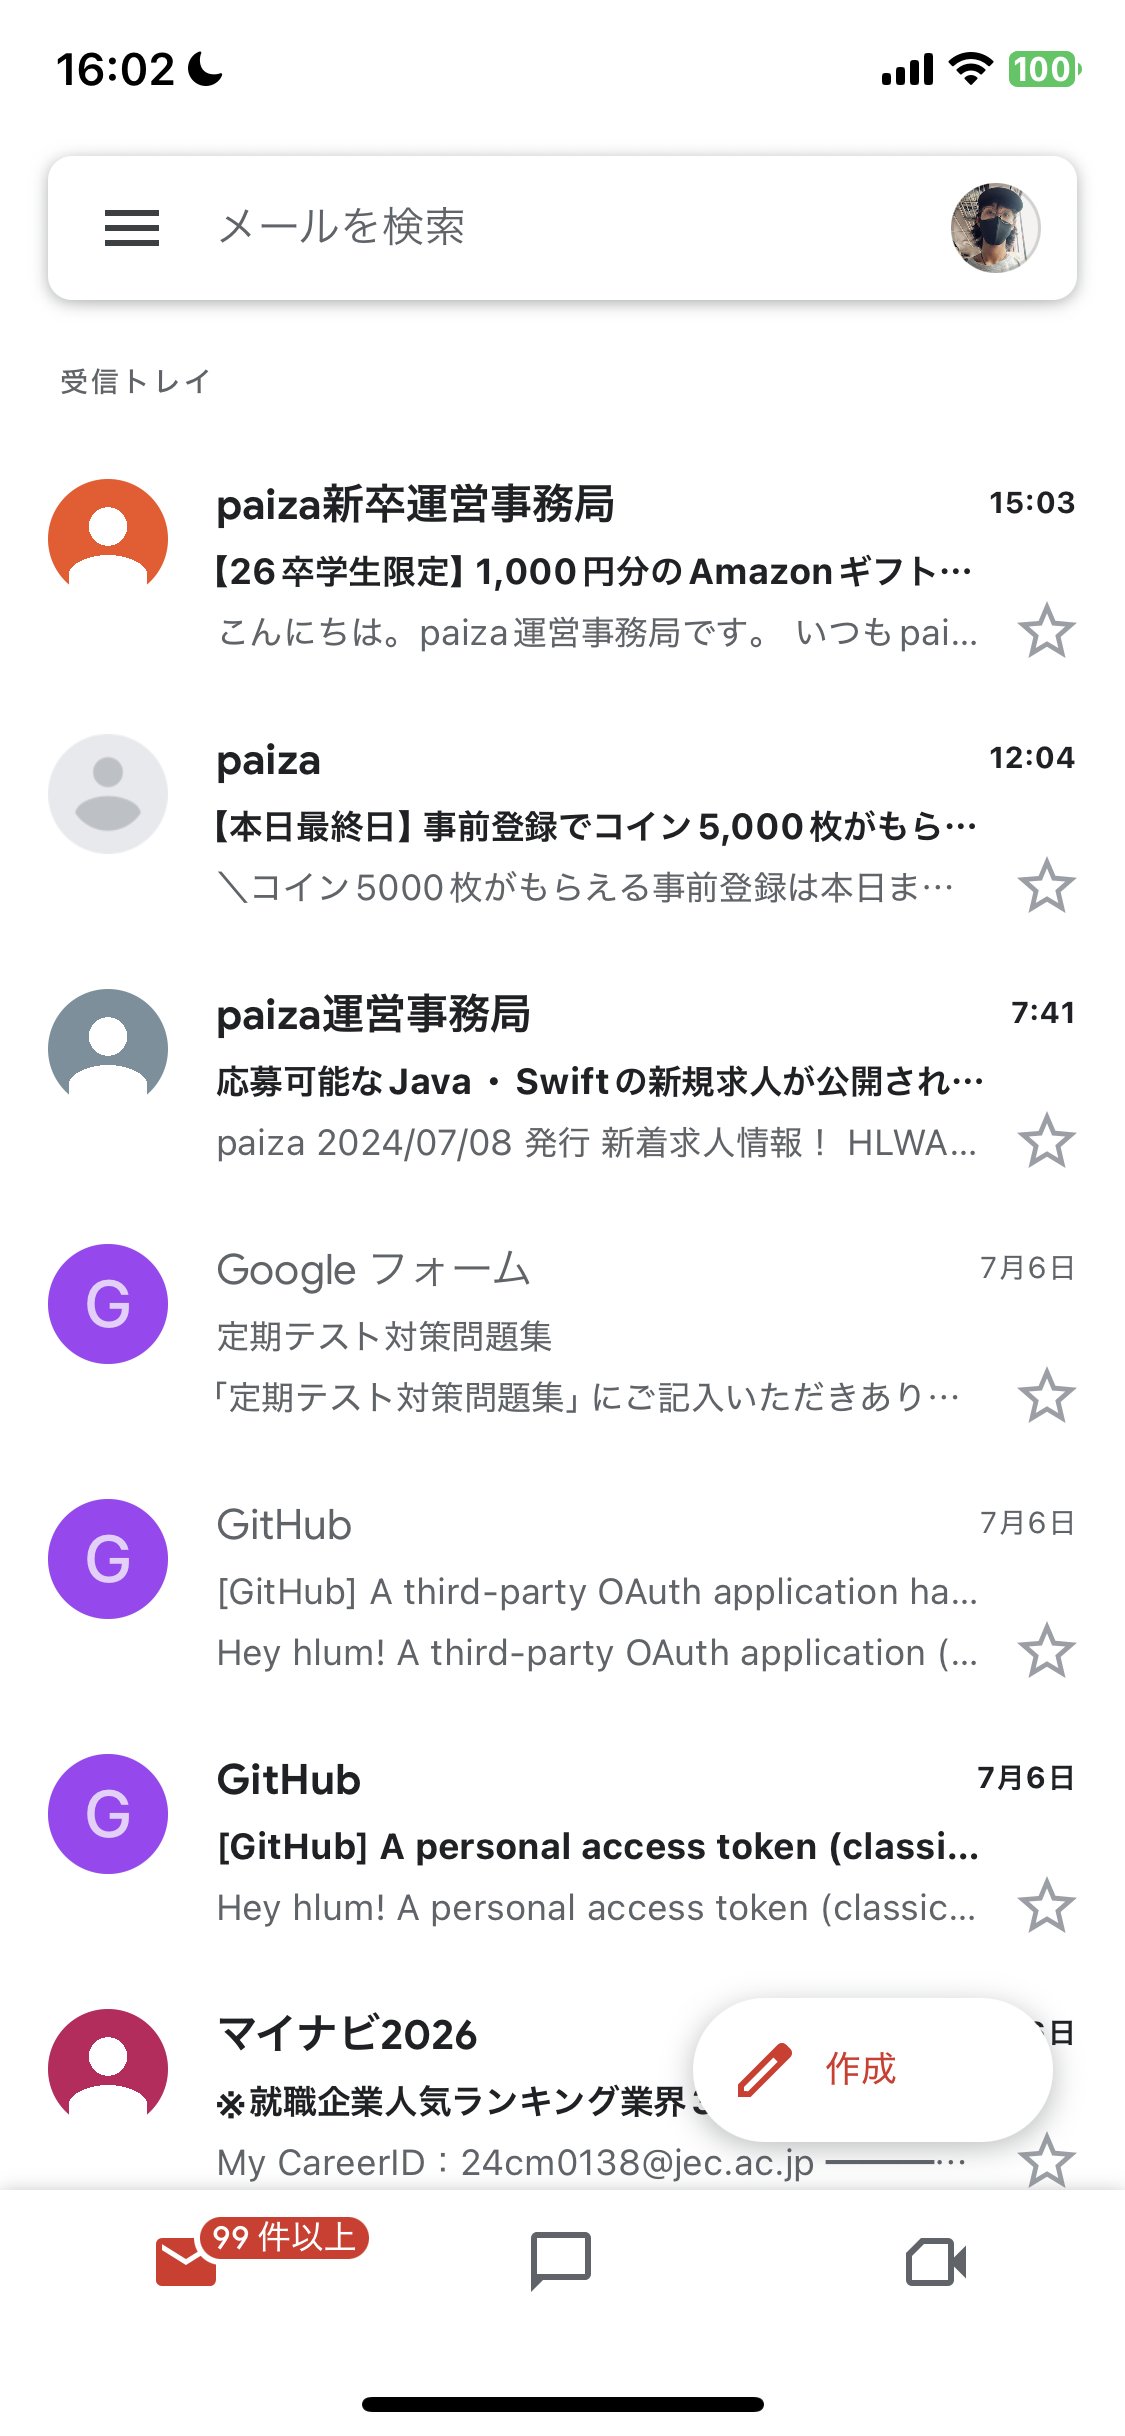 16:02
100
メールを検索
受信トレイ
paiza新卒運営事務局 15:03
【26卒学生限定】1,000円分のAmazonギフト…
こんにちは。paiza運営事務局です。 いつもpai...
paiza 12:04
【本日最終日】事前登録でコイン5,000枚がもら…
＼コイン5000枚がもらえる事前登録は本日ま…
paiza運営事務局 7:41
応募可能なJava・Swiftの新規求人が公開され…
paiza 2024/07/08 発行 新着求人情報！ HLWA...
G
Google フォーム 7月6日
定期テスト対策問題集
「定期テスト対策問題集」にご記入いただきあり…
G
GitHub 7月6日
[GitHub] A third-party OAuth application ha...
Hey hlum! A third-party OAuth application (...
G
GitHub 7月6日
[GitHub] A personal access token (classi...
Hey hlum! A personal access token (classic...
マイナビ2026 日
※就職企業人気ランキング業界
作成
My CareerID：24cm0138@jec.ac.jp ————…
99 件以上